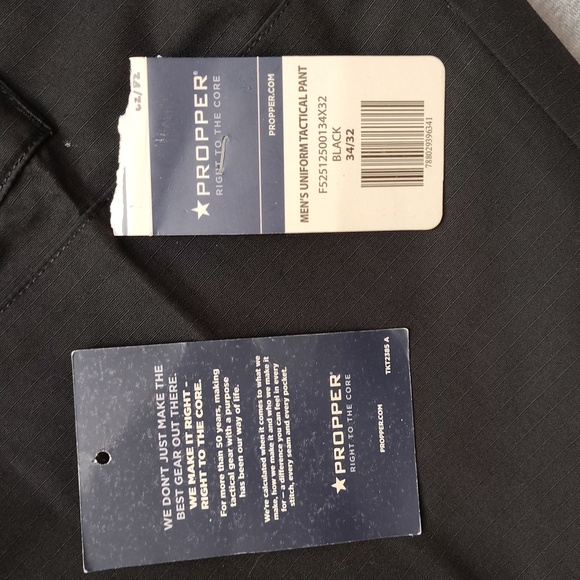 PROPPER®
RIGHT TO THE CORE
PROPPER.COM
MEN'S UNIFORM TACTICAL PANT
F52512500134X32
BLACK
34/32
788029396341
WE DON'T JUST MAKE THE
BEST GEAR OUT THERE.
WE MAKE IT RIGHT –
RIGHT TO THE CORE.
For more than 50 years, making
tactical gear with a purpose
has been our way of life.
We're calculated when it comes to what we
make, how we make it and who we make it
for – a difference you can feel in every
stitch, every seam and every pocket.
PROPPER®
RIGHT TO THE CORE
PROPPER.COM
TKT2385 A